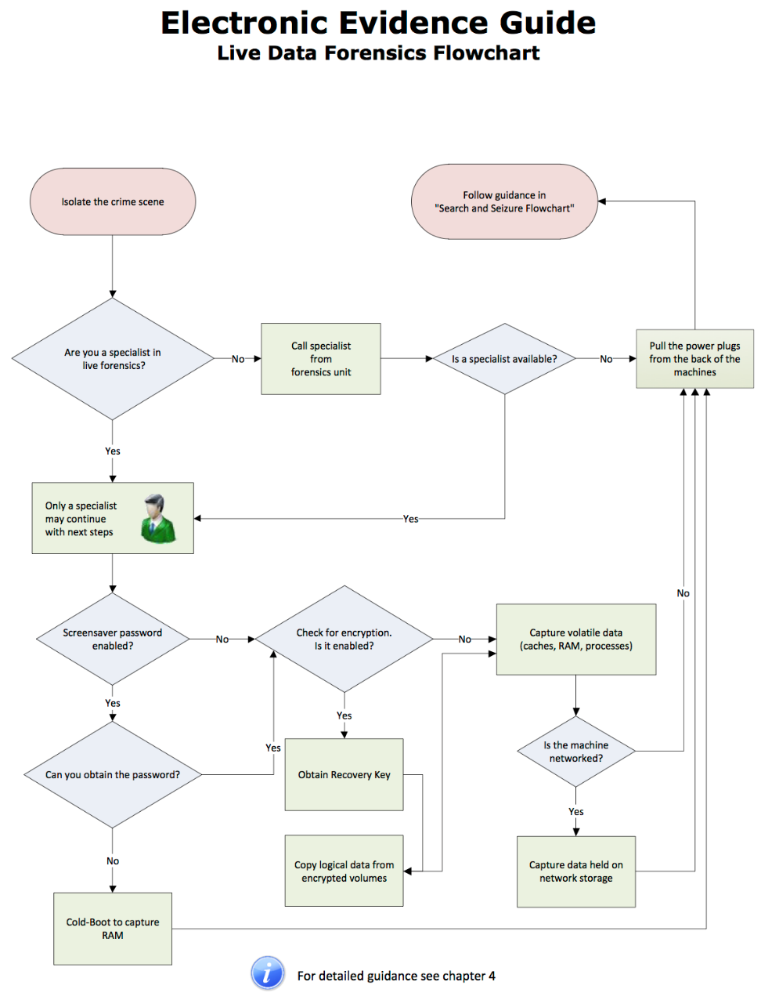 Electronic Evidence Guide
Live Data Forensics Flowchart
Isolate the crime scene
Follow guidance in
"Search and Seizure Flowchart"
Are you a specialist in
live forensics?
No
Call specialist
from
forensics unit
Is a specialist available?
No
Pull the power plugs
from the back of the
machines
Yes
Only a specialist
may continue
with next steps
Yes
Screensaver password
enabled?
No
Check for encryption.
Is it enabled?
No
Capture volatile data
(caches, RAM, processes)
No
Yes
Yes
Yes
Can you obtain the password?
Obtain Recovery Key
Is the machine
networked?
Yes
No
Copy logical data from
encrypted volumes
Capture data held on
network storage
Cold-Boot to capture
RAM
i
For detailed guidance see chapter 4